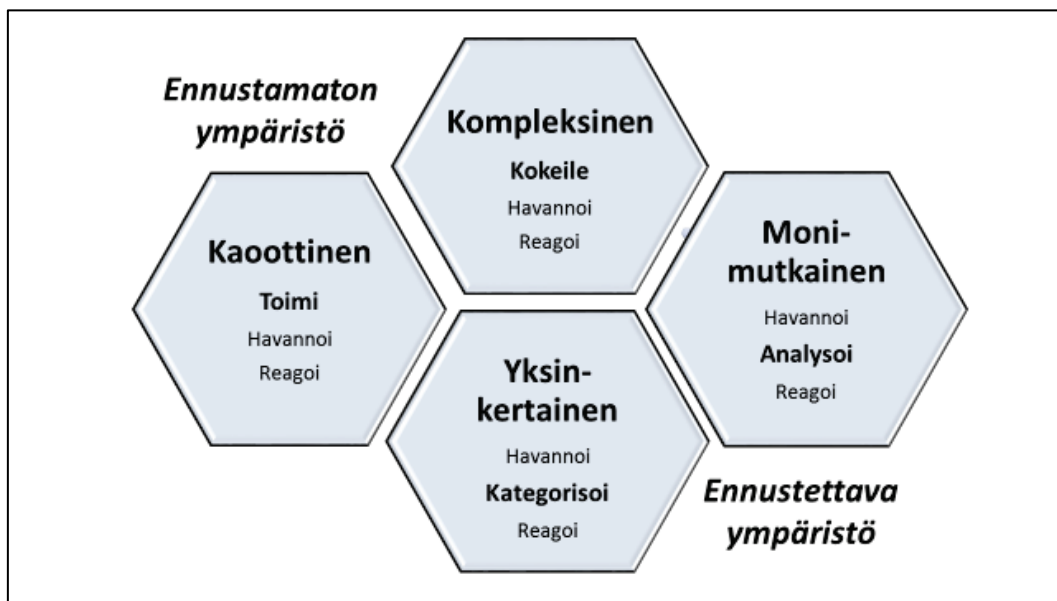 Ennustamaton
ympäristö
Kompleksinen
Kokeile
Havannoi
Reagoi
Kaoottinen
Toimi
Havannoi
Reagoi
Moni-
mutkainen
Havannoi
Analysoi
Reagoi
Yksin-
kertainen
Havannoi
Kategorisoi
Reagoi
Ennustettava
ympäristö